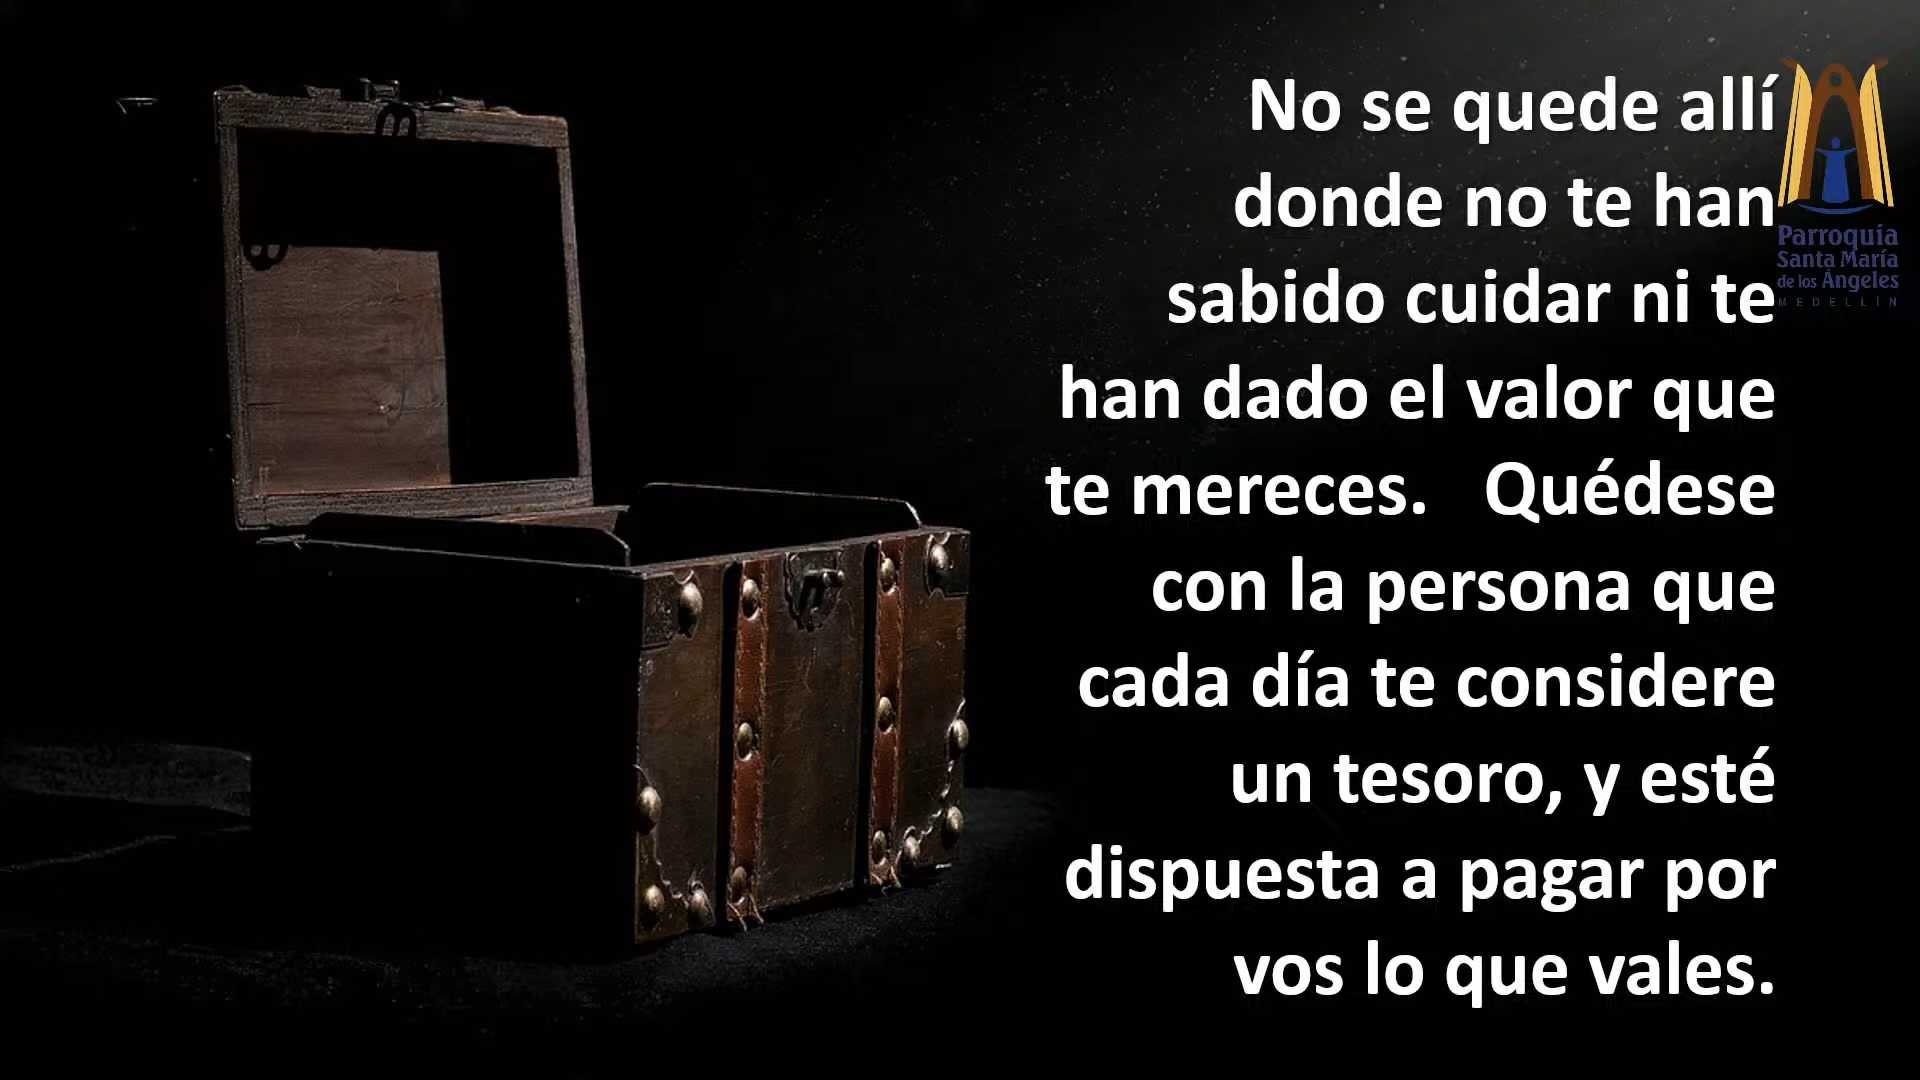 No se quede allí
donde no te han
sabido cuidar ni te
han dado el valor que
te mereces. Quédese
con la persona que
cada día te considere
un tesoro, y esté
dispuesta a pagar por
vos lo que vales.
Parroquia
Santa María
de los Ángeles
MEDELLÍN